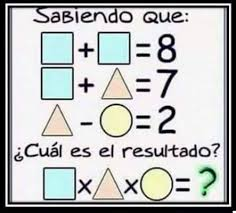 Sabiendo que:
□ + □ = 8
□ + △ = 7
△ - ○ = 2
¿Cuál es el resultado?
□ x △ x ○ = ?